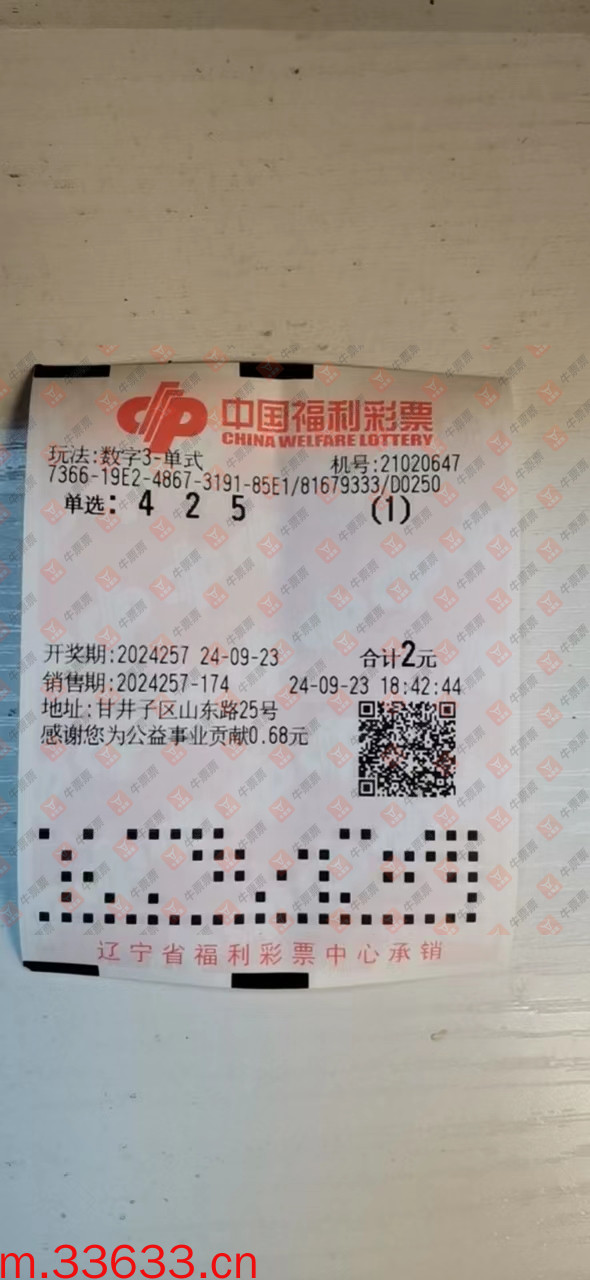 中国福利彩票
CHINA WELFARE LOTTERY
玩法:数字3-单式 机号:21020647
7366-19E2-4867-3191-85E1/81679333/D0250
单选: 4 2 5 (1)
开奖期:2024257 24-09-23 合计2元
销售期:2024257-174 24-09-23 18:42:44
地址:甘井子区山东路25号
感谢您为公益事业贡献0.68元
辽宁省福利彩票中心承销
牛票票
m.33633.cn